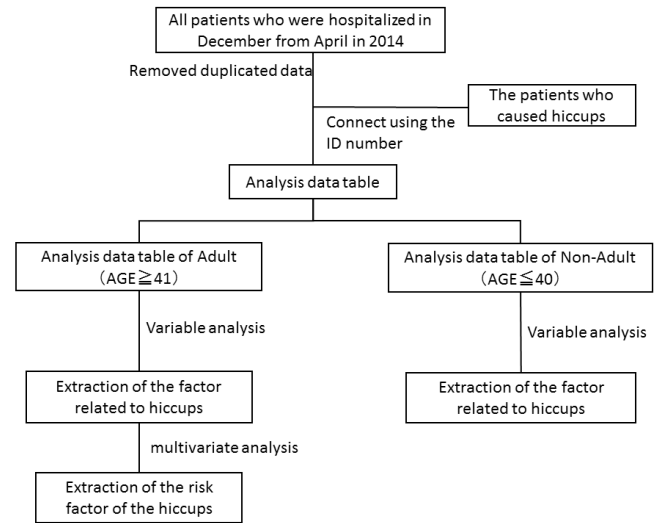 All patients who were hospitalized in
December from April in 2014
Removed duplicated data
The patients who
caused hiccups
Connect using the
ID number
Analysis data table
Analysis data table of Adult
（AGE≧41）
Analysis data table of Non-Adult
（AGE≦40）
Variable analysis
Variable analysis
Extraction of the factor
related to hiccups
Extraction of the factor
related to hiccups
multivariate analysis
Extraction of the risk
factor of the hiccups